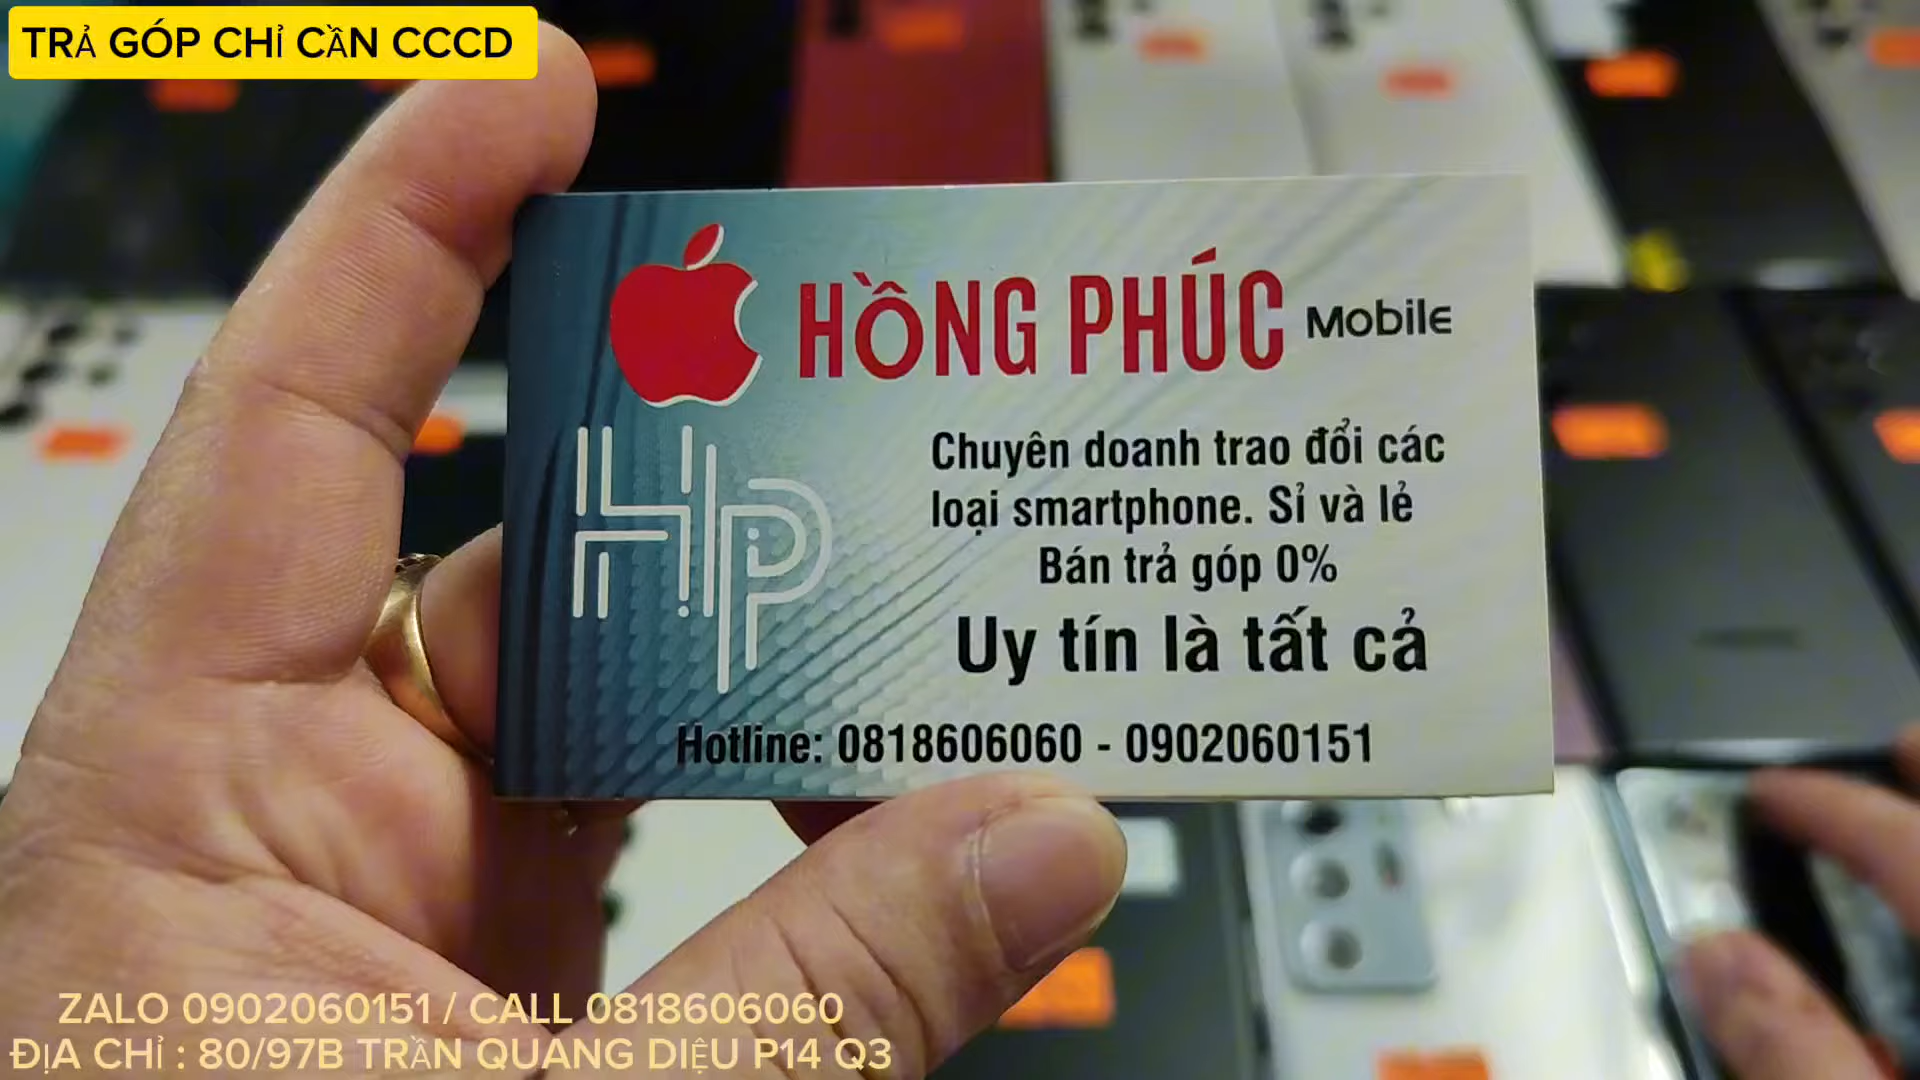 TRẢ GÓP CHỈ CẦN CCCD
HỒNG PHÚC Mobile
HP
Chuyên doanh trao đổi các
loại smartphone. Sỉ và lẻ
Bán trả góp 0%
Uy tín là tất cả
Hotline: 0818606060 - 0902060151
ZALO 0902060151 / CALL 0818606060
ĐỊA CHỈ : 80/97B TRẦN QUANG DIỆU P14 Q3